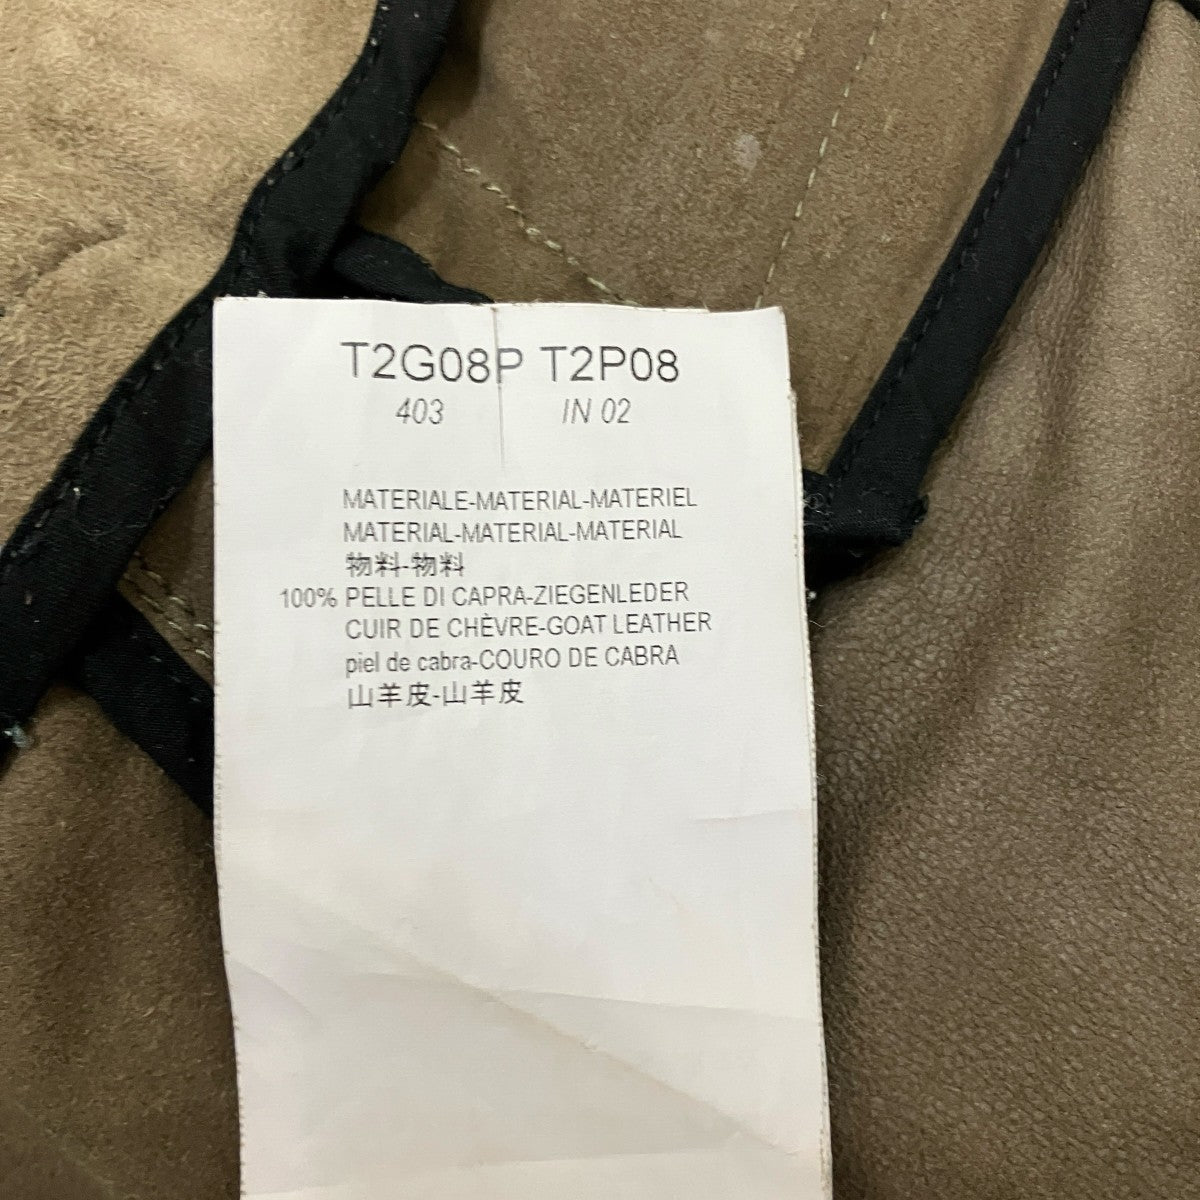 T2G08P T2P08
403 IN 02
MATERIALE-MATERIAL-MATERIEL
MATERIAL-MATERIAL-MATERIAL
物料-物料
100% PELLE DI CAPRA-ZIEGENLEDER
CUIR DE CHÈVRE-GOAT LEATHER
piel de cabra-COURO DE CABRA
山羊皮-山羊皮